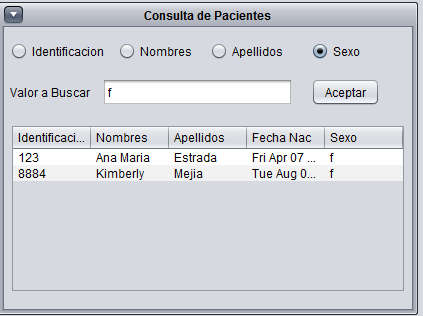 Consulta de Pacientes
Identificacion Nombres Apellidos Sexo
Valor a Buscar f Aceptar
Identificaci... Nombres Apellidos Fecha Nac Sexo
123 Ana Maria Estrada Fri Apr 07 ... f
8884 Kimberly Mejia Tue Aug 0... f